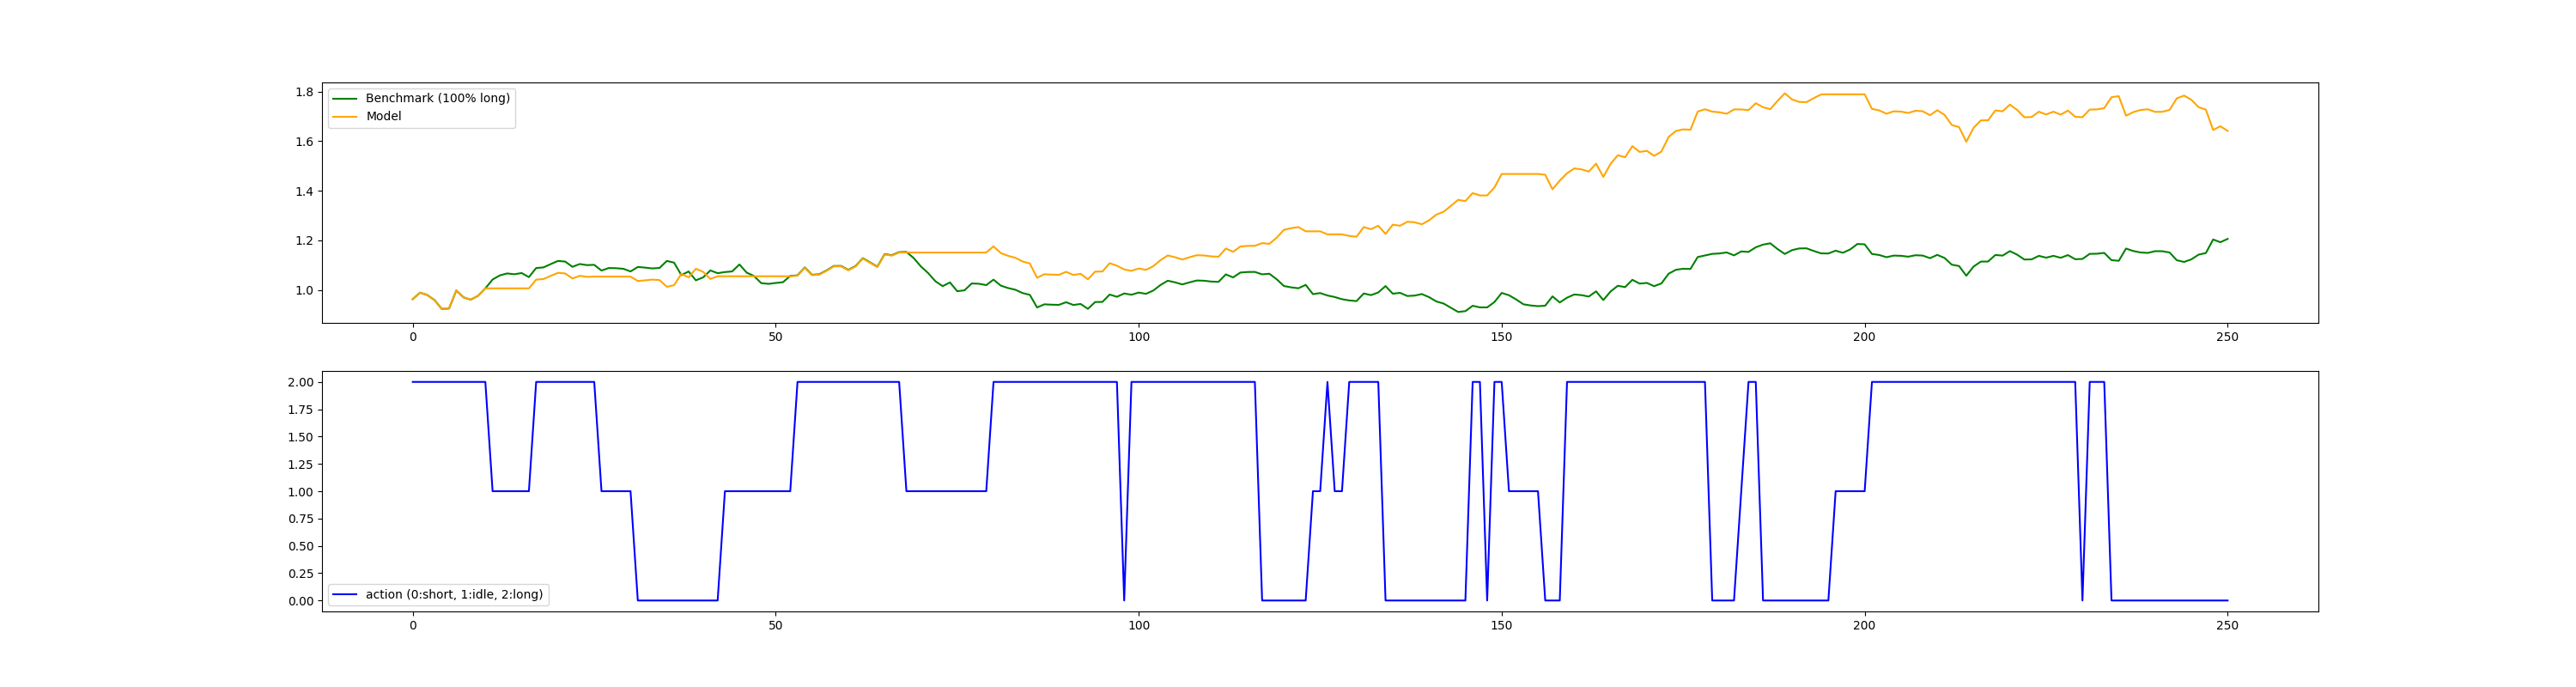 1.8
1.6
1.4
1.2
1.0
Benchmark (100% long)
Model
0 50 100 150 200 250
2.00
1.75
1.50
1.25
1.00
0.75
0.50
0.25
0.00
action (0:short, 1:idle, 2:long)
0 50 100 150 200 250